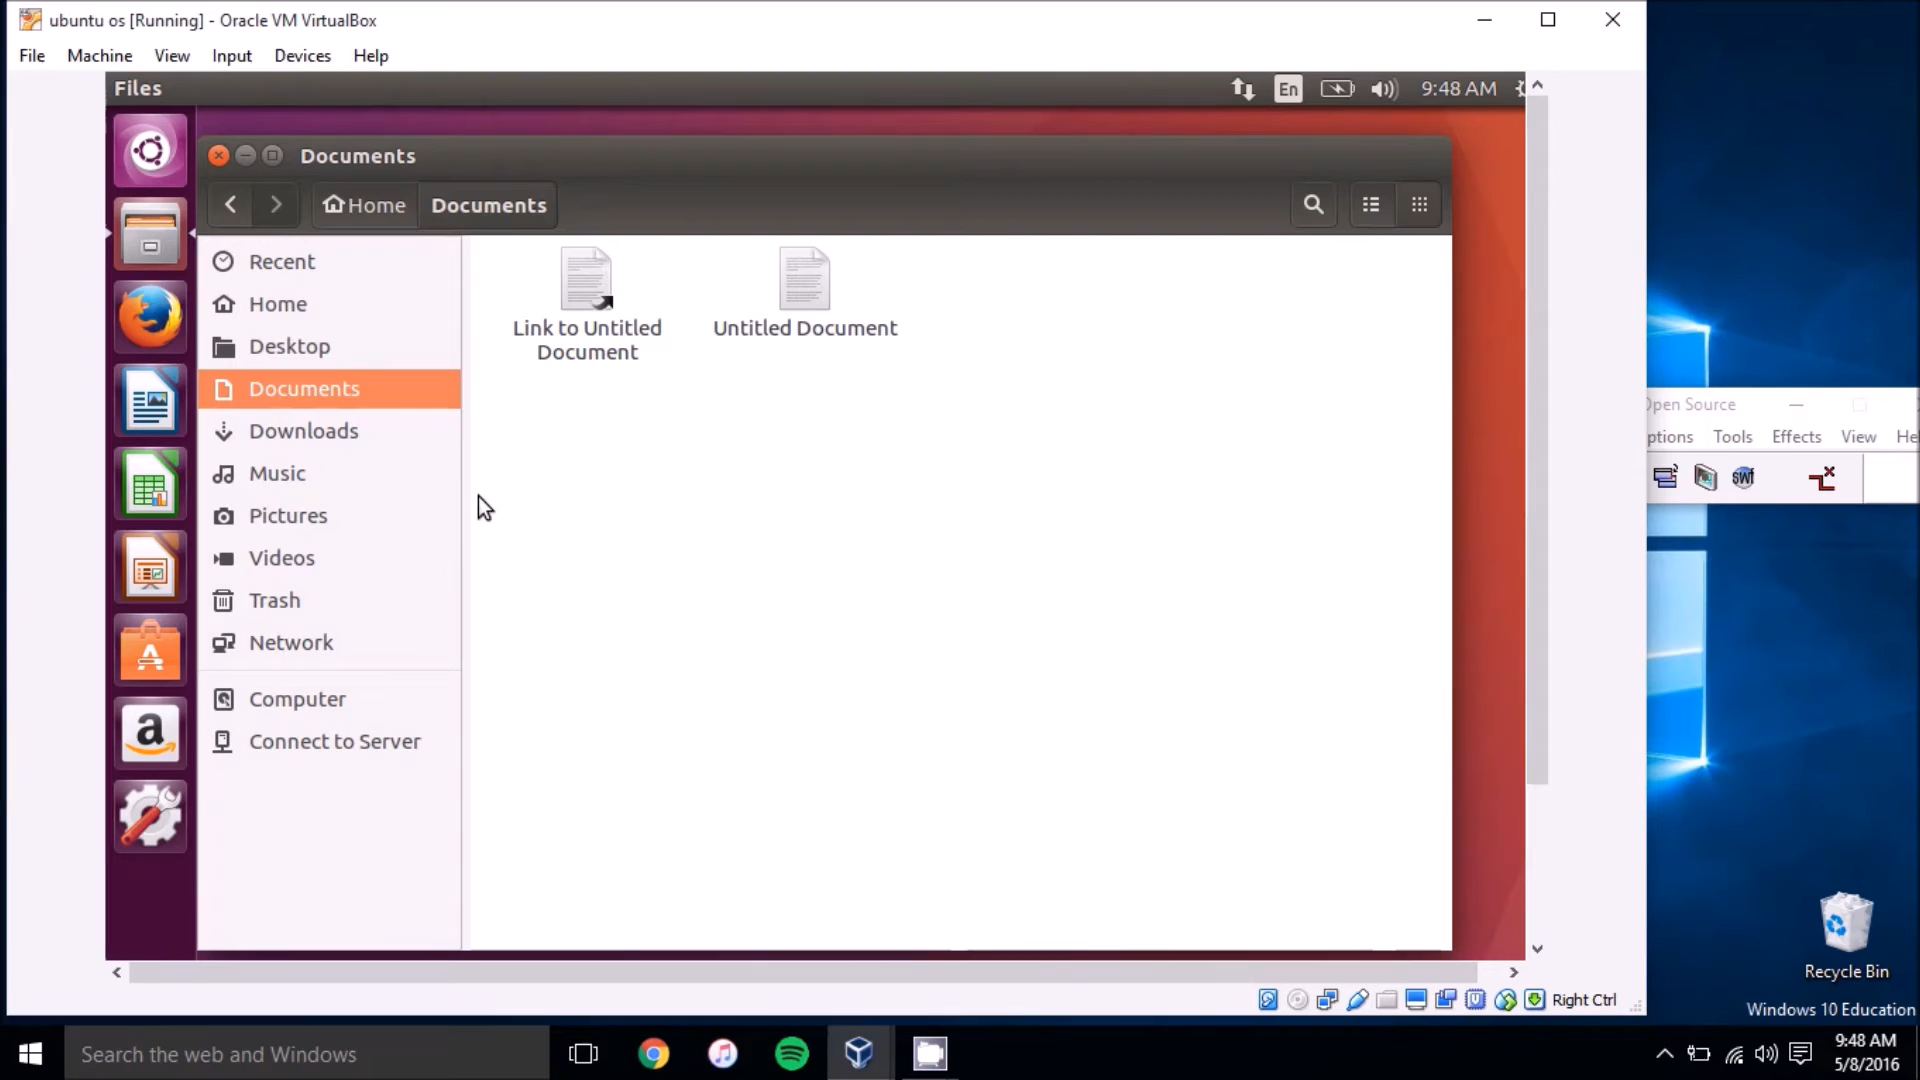 ubuntu os [Running] - Oracle VM VirtualBox
File Machine View Input Devices Help
Files
En
9:48 AM
Documents
Home
Documents
Recent
Home
Desktop
Documents
Downloads
Music
Pictures
Videos
Trash
Network
Computer
Connect to Server
Link to Untitled
Document
Untitled Document
Open Source
ptions Tools Effects View Hel
swf
Right Ctrl
Recycle Bin
Windows 10 Education
Search the web and Windows
9:48 AM
5/8/2016